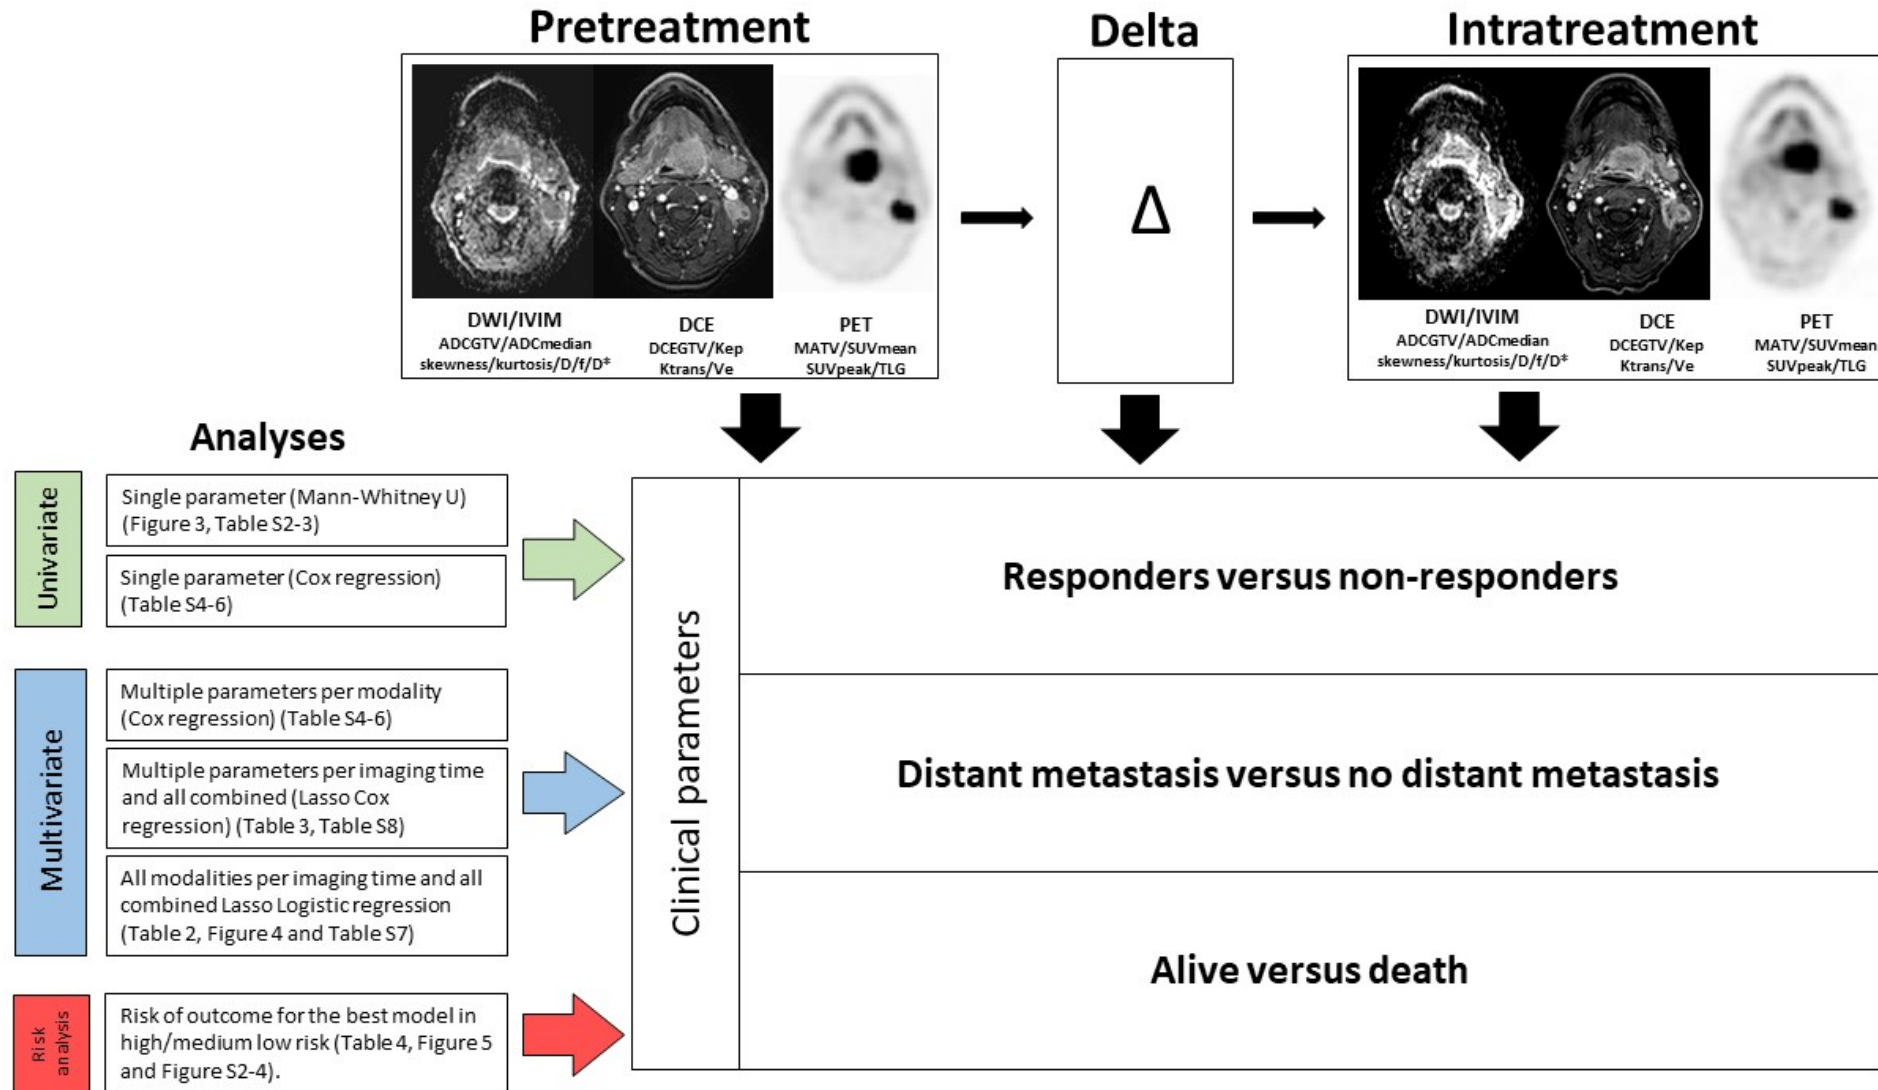 Pretreatment
Delta
Intratreatment
DWI/IVIM
ADCGTV/ADCmedian
skewness/kurtosis/D/f/D*
DCE
DCEGTV/Kep
Ktrans/Ve
PET
MATV/SUVmean
SUVpeak/TLG
Δ
DWI/IVIM
ADCGTV/ADCmedian
skewness/kurtosis/D/f/D*
DCE
DCEGTV/Kep
Ktrans/Ve
PET
MATV/SUVmean
SUVpeak/TLG
Analyses
Univariate
Single parameter (Mann-Whitney U)
(Figure 3, Table S2-3)
Single parameter (Cox regression)
(Table S4-6)
Multivariate
Multiple parameters per modality
(Cox regression) (Table S4-6)
Multiple parameters per imaging time
and all combined (Lasso Cox
regression) (Table 3, Table S8)
All modalities per imaging time and all
combined Lasso Logistic regression
(Table 2, Figure 4 and Table S7)
Risk
analysis
Risk of outcome for the best model in
high/medium low risk (Table 4, Figure 5
and Figure S2-4).
Clinical parameters
Responders versus non-responders
Distant metastasis versus no distant metastasis
Alive versus death